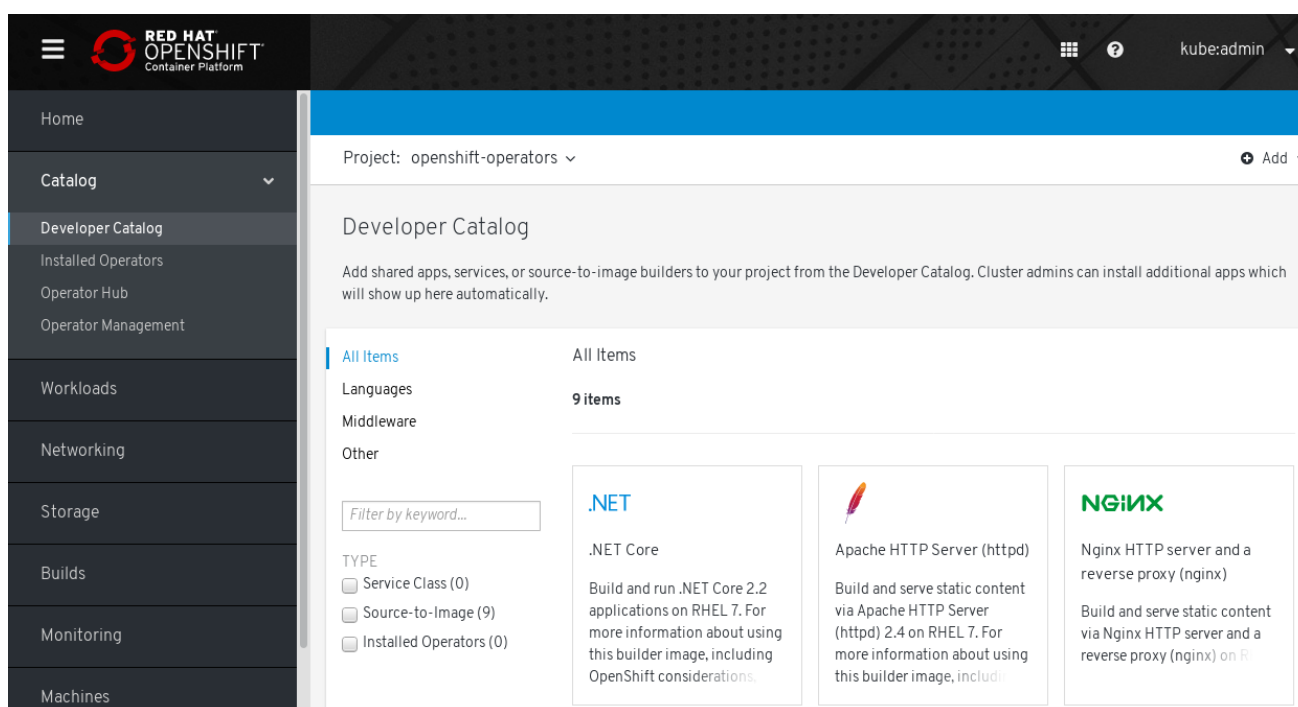 RED HAT
OPENSHIFT
Container Platform
kube:admin
Home
Catalog
Developer Catalog
Installed Operators
Operator Hub
Operator Management
Workloads
Networking
Storage
Builds
Monitoring
Machines
Project: openshift-operators
Add
Developer Catalog
Add shared apps, services, or source-to-image builders to your project from the Developer Catalog. Cluster admins can install additional apps which
will show up here automatically.
All Items
Languages
Middleware
Other
Filter by keyword...
TYPE
Service Class (0)
Source-to-Image (9)
Installed Operators (0)
All Items
9 items
.NET
.NET Core
Build and run .NET Core 2.2
applications on RHEL 7. For
more information about using
this builder image, including
OpenShift considerations,
Apache HTTP Server (httpd)
Build and serve static content
via Apache HTTP Server
(httpd) 2.4 on RHEL 7. For
more information about using
this builder image, includi
NGINX
Nginx HTTP server and a
reverse proxy (nginx)
Build and serve static content
via Nginx HTTP server and a
reverse proxy (nginx) on R